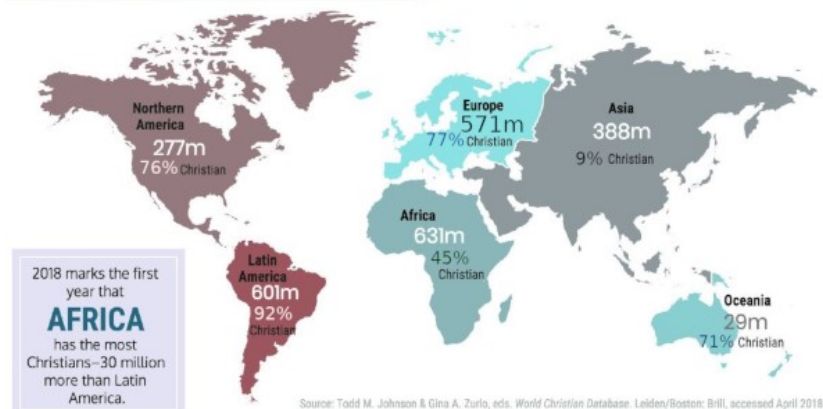 Northern
America
277m
76% Christian
Europe
571m
77% Christian
Asia
388m
9% Christian
Africa
631m
45%
Christian
Latin
America
601m
92%
Christian
Oceania
29m
71% Christian
2018 marks the first
year that
AFRICA
has the most
Christians–30 million
more than Latin
America.
Source: Todd M. Johnson & Gina A. Zurlo, eds. World Christian Database. Leiden/Boston: Brill, accessed April 2018